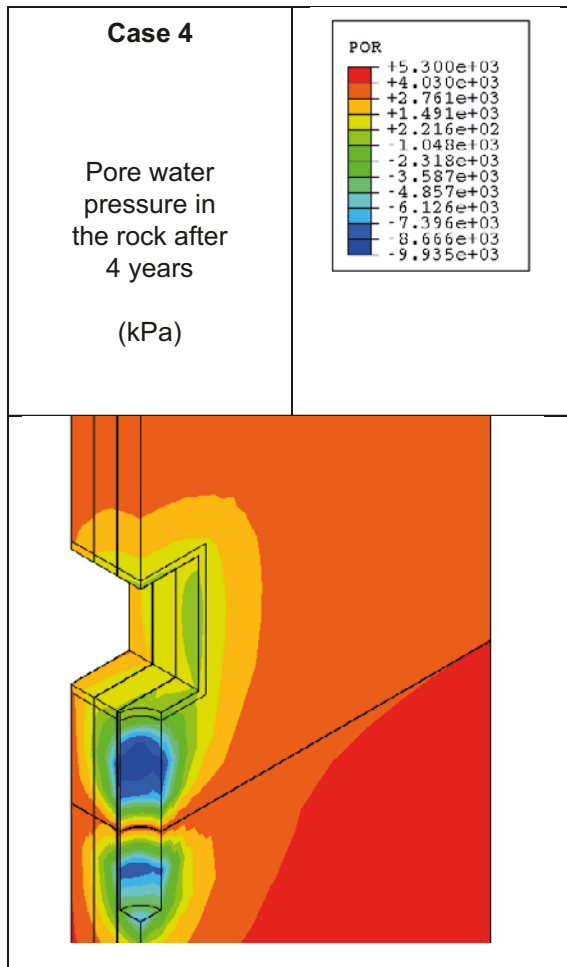 Case 4
Pore water
pressure in
the rock after
4 years
(kPa)
POR
+5.300e+03
+4.030e+03
+2.761e+03
+1.491e+03
+2.216e+02
-1.048e+03
-2.318e+03
-3.587e+03
-4.857e+03
-6.126e+03
-7.396e+03
-8.666e+03
-9.935e+03